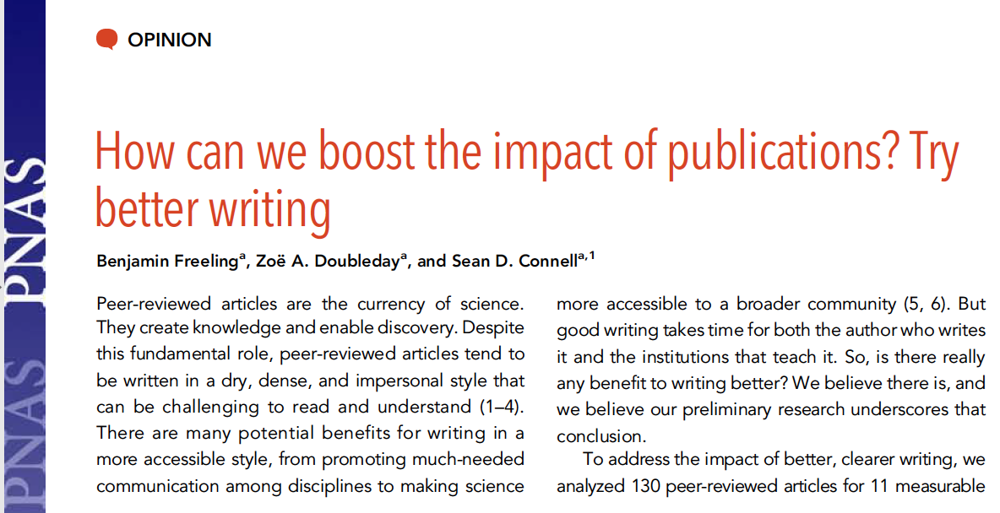 OPINION
How can we boost the impact of publications? Try
better writing
Benjamin Freelingᵃ, Zoë A. Doubledayᵃ, and Sean D. Connellᵃ,¹
Peer-reviewed articles are the currency of science.
They create knowledge and enable discovery. Despite
this fundamental role, peer-reviewed articles tend to
be written in a dry, dense, and impersonal style that
can be challenging to read and understand (1–4).
There are many potential benefits for writing in a
more accessible style, from promoting much-needed
communication among disciplines to making science
more accessible to a broader community (5, 6). But
good writing takes time for both the author who writes
it and the institutions that teach it. So, is there really
any benefit to writing better? We believe there is, and
we believe our preliminary research underscores that
conclusion.
To address the impact of better, clearer writing, we
analyzed 130 peer-reviewed articles for 11 measurable
PNAS
PNAS